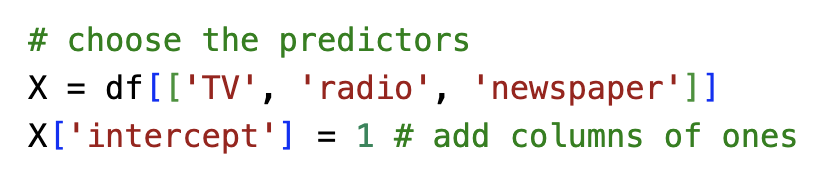 # choose the predictors
X = df[['TV', 'radio', 'newspaper']]
X['intercept'] = 1 # add columns of ones